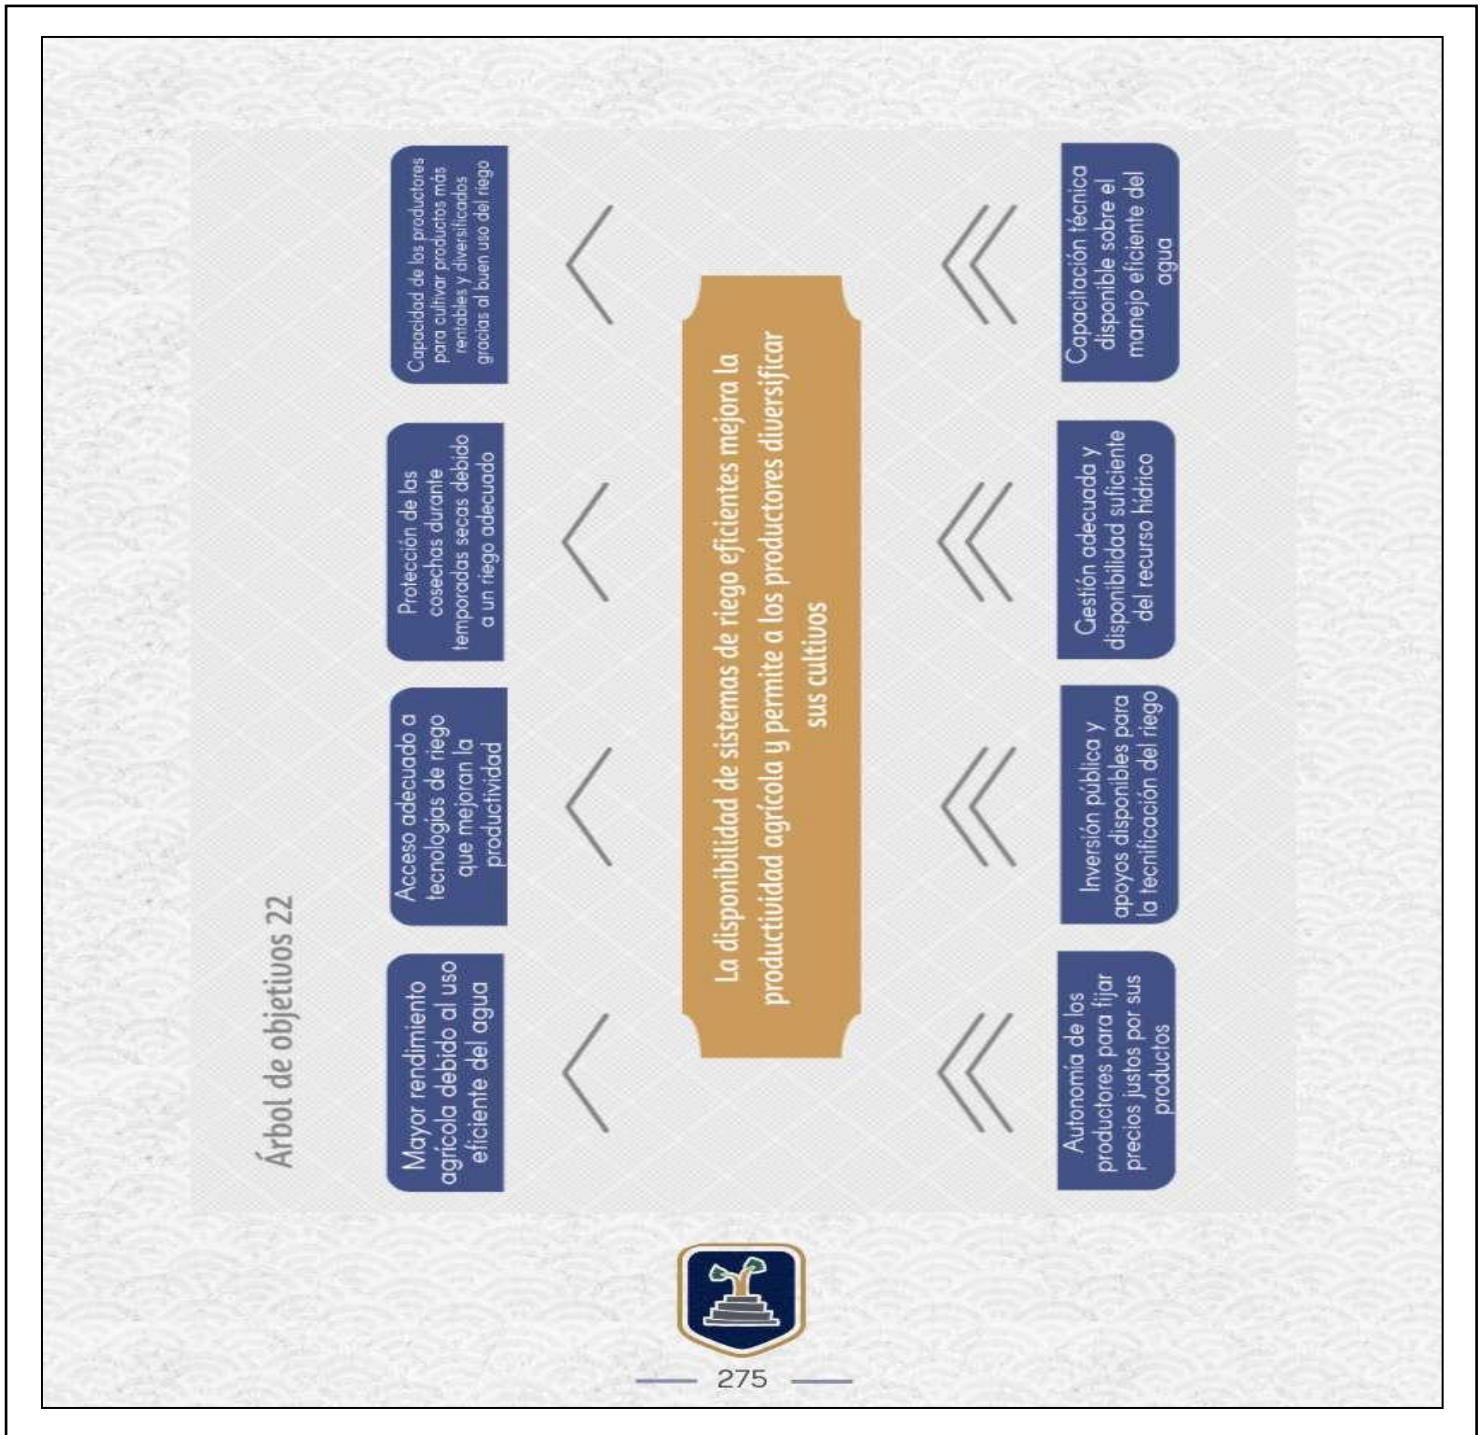 Árbol de objetivos 22
Mayor rendimiento
agrícola debido al uso
eficiente del agua
Acceso adecuado a
tecnologías de riego
que mejoran la
productividad
Protección de las
cosechas durante
temporadas secas debido
a un riego adecuado
Capacidad de los productores
para cultivar productos más
rentables y diversificados
gracias al buen uso del riego
La disponibilidad de sistemas de riego eficientes mejora la
productividad agrícola y permite a los productores diversificar
sus cultivos
Autonomía de los
productores para fijar
precios justos por sus
productos
Inversión pública y
apoyos disponibles para
la tecnificación del riego
Gestión adecuada y
disponibilidad suficiente
del recurso hídrico
Capacitación técnica
disponible sobre el
manejo eficiente del
agua
275